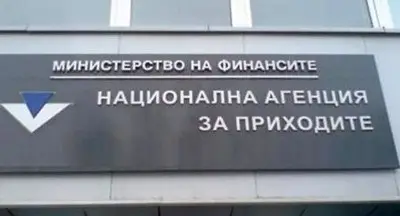 МИНИСТЕРСТВО НА ФИНАНСИТЕ
НАЦИОНАЛНА АГЕНЦИЯ
ЗА ПРИХОДИТЕ